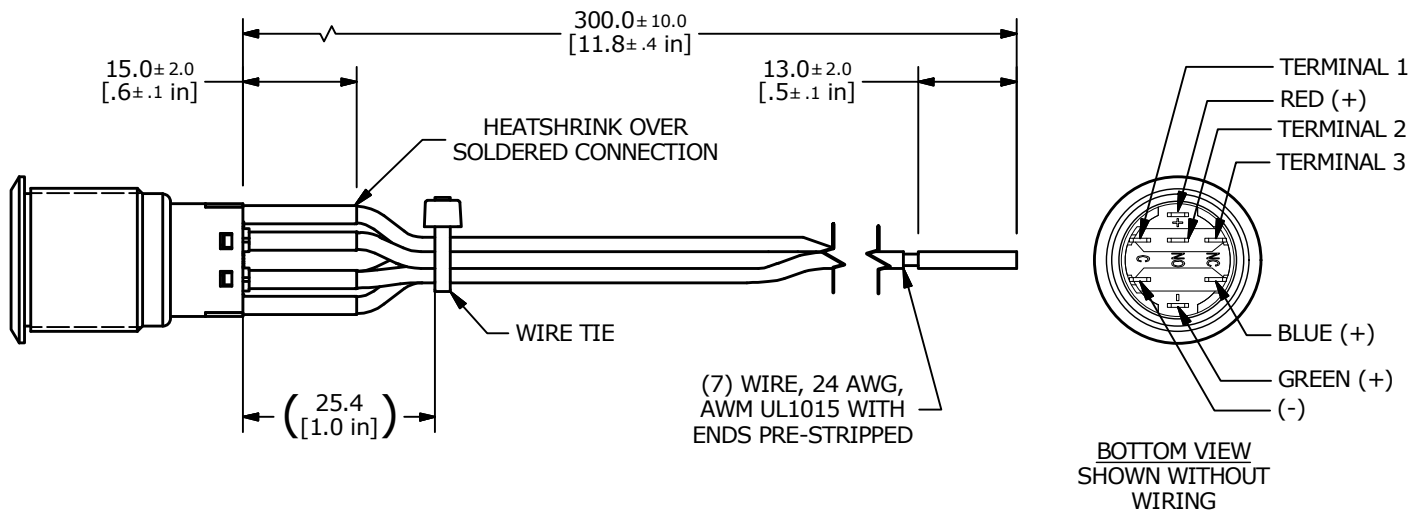 300.0±10.0
[11.8±.4 in]
15.0±2.0
[.6±.1 in]
13.0±2.0
[.5±.1 in]
HEATSHRINK OVER
SOLDERED CONNECTION
WIRE TIE
(25.4
[1.0 in])
(7) WIRE, 24 AWG,
AWM UL1015 WITH
ENDS PRE-STRIPPED
TERMINAL 1
RED (+)
TERMINAL 2
TERMINAL 3
+
C
NO
NC
−
BLUE (+)
GREEN (+)
(-)
BOTTOM VIEW
SHOWN WITHOUT
WIRING